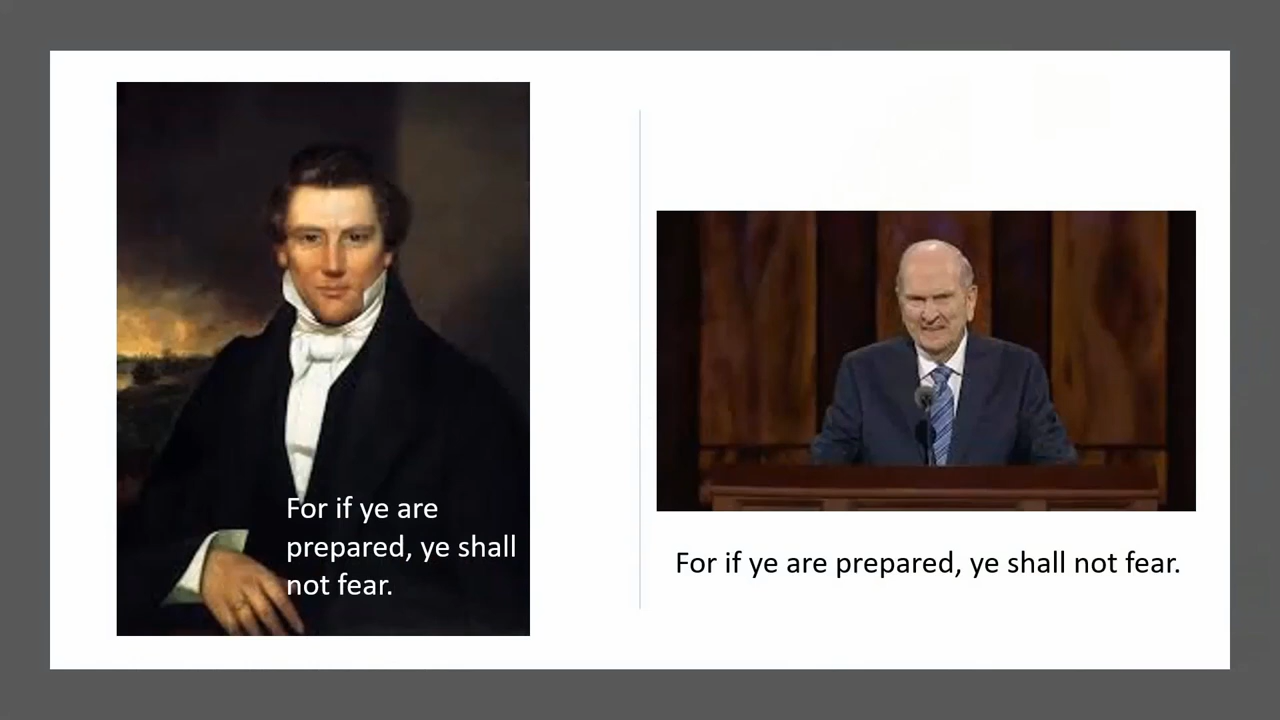 For if ye are
prepared, ye shall
not fear.
For if ye are prepared, ye shall not fear.